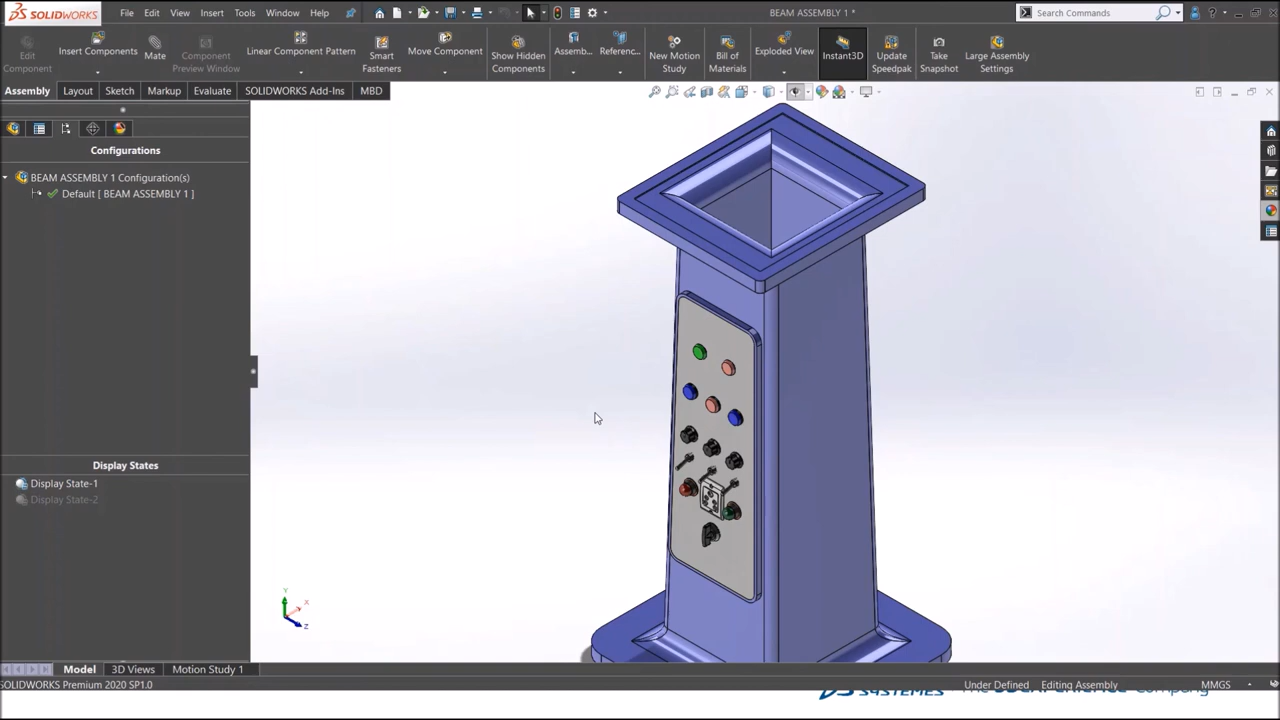 SOLIDWORKS File Edit View Insert Tools Window Help BEAM ASSEMBLY 1 * Search Commands
Edit Component
Insert Components
Mate
Component Preview Window
Linear Component Pattern
Smart Fasteners
Move Component
Show Hidden Components
Assemb...
Referenc...
New Motion Study
Bill of Materials
Exploded View
Instant3D
Update Speedpak
Take Snapshot
Large Assembly Settings
Assembly Layout Sketch Markup Evaluate SOLIDWORKS Add-Ins MBD
Configurations
BEAM ASSEMBLY 1 Configuration(s)
Default [ BEAM ASSEMBLY 1 ]
Display States
Display State-1
Display State-2
Y
X
Z
Model 3D Views Motion Study 1
SOLIDWORKS Premium 2020 SP1.0 Under Defined Editing Assembly MMGS